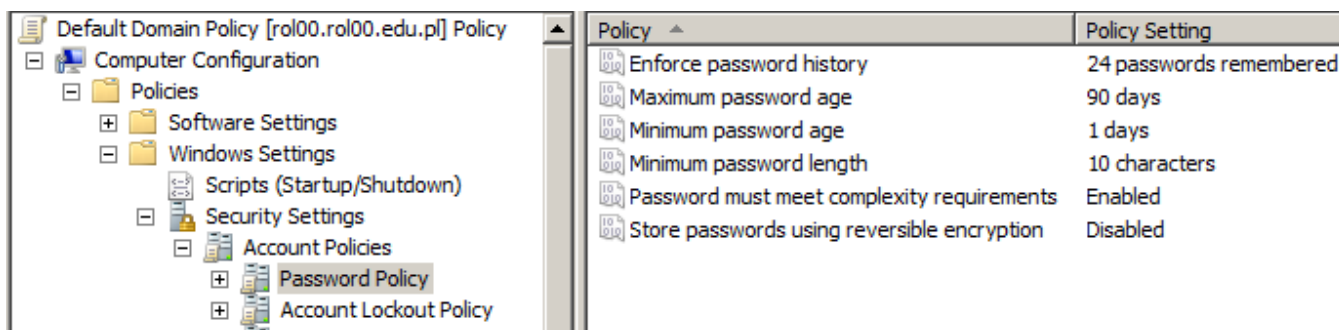 Default Domain Policy [rol00.rol00.edu.pl] Policy
Computer Configuration
Policies
Software Settings
Windows Settings
Scripts (Startup/Shutdown)
Security Settings
Account Policies
Password Policy
Account Lockout Policy
Policy Policy Setting
Enforce password history 24 passwords remembered
Maximum password age 90 days
Minimum password age 1 days
Minimum password length 10 characters
Password must meet complexity requirements Enabled
Store passwords using reversible encryption Disabled